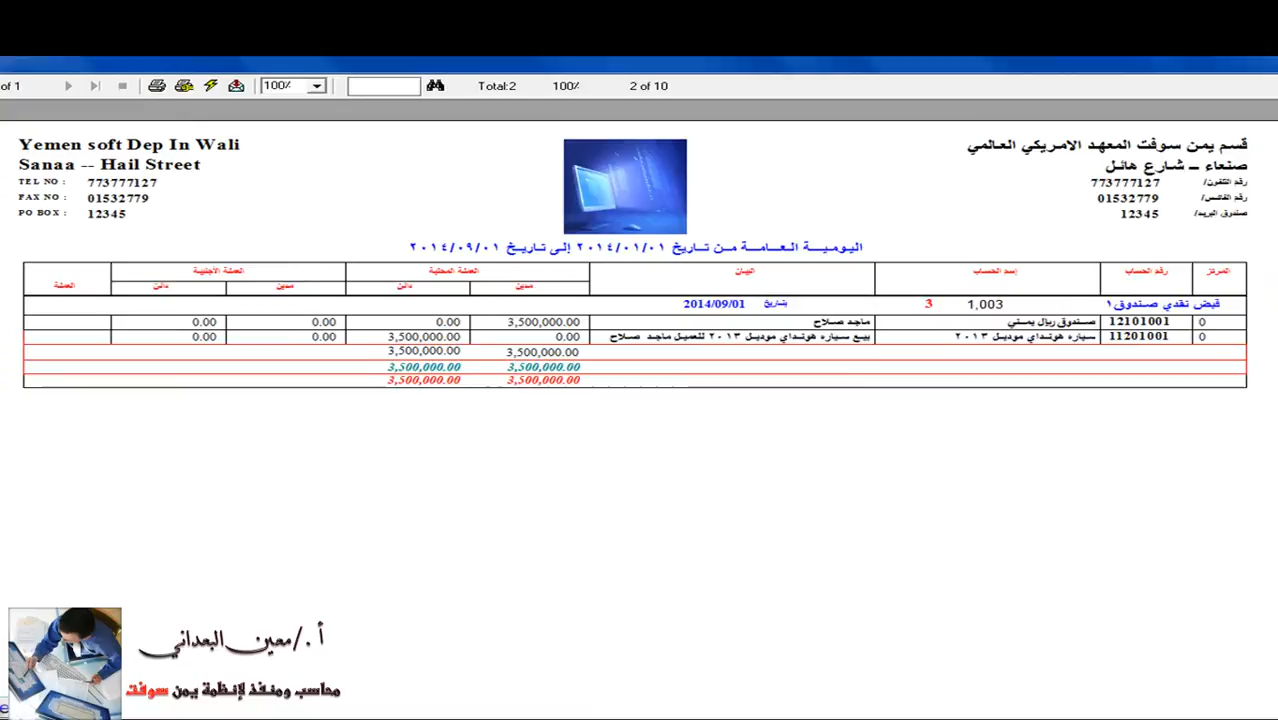 of 1 100% Total:2 100% 2 of 10
Yemen soft Dep In Wali
Sanaa -- Hail Street
TEL NO : 773777127
FAX NO : 01532779
PO BOX : 12345
قسم يمن سوفت المعهد الامريكي العالمي
صنعاء -- شارع هائل
رقم التلفون/ 773777127
رقم الفاكس/ 01532779
صندوق البريد/ 12345
اليومية العامة من تاريخ ٢٠١٤/٠١/٠١ إلى تاريخ ٢٠١٤/٠٩/٠١
المركز رقم الحساب إسم الحساب البيان العملة المحلية العملة الأجنبية العملة
مدين دائن مدين دائن
قبض نقدي صندوق١ 1,003 3 بتاريخ 2014/09/01
0 12101001 صندوق ريال يمني ماجد صلاح 3,500,000.00 0.00 0.00 0.00
0 11201001 سياره هونداي موديل ٢٠١٣ بيع سياره هونداي موديل ٢٠١٣ للعميل ماجد صلاح 0.00 3,500,000.00 0.00 0.00
3,500,000.00 3,500,000.00
3,500,000.00 3,500,000.00
3,500,000.00 3,500,000.00
أ./معين البعداني
محاسب ومنفذ لإنظمة يمن سوفت